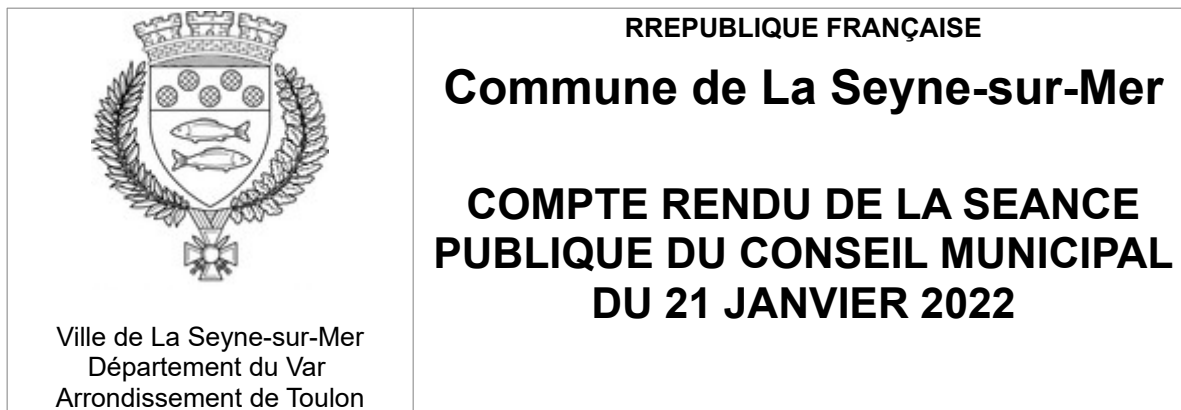 RREPUBLIQUE FRANÇAISE
Commune de La Seyne-sur-Mer
COMPTE RENDU DE LA SEANCE
PUBLIQUE DU CONSEIL MUNICIPAL
DU 21 JANVIER 2022
Ville de La Seyne-sur-Mer
Département du Var
Arrondissement de Toulon